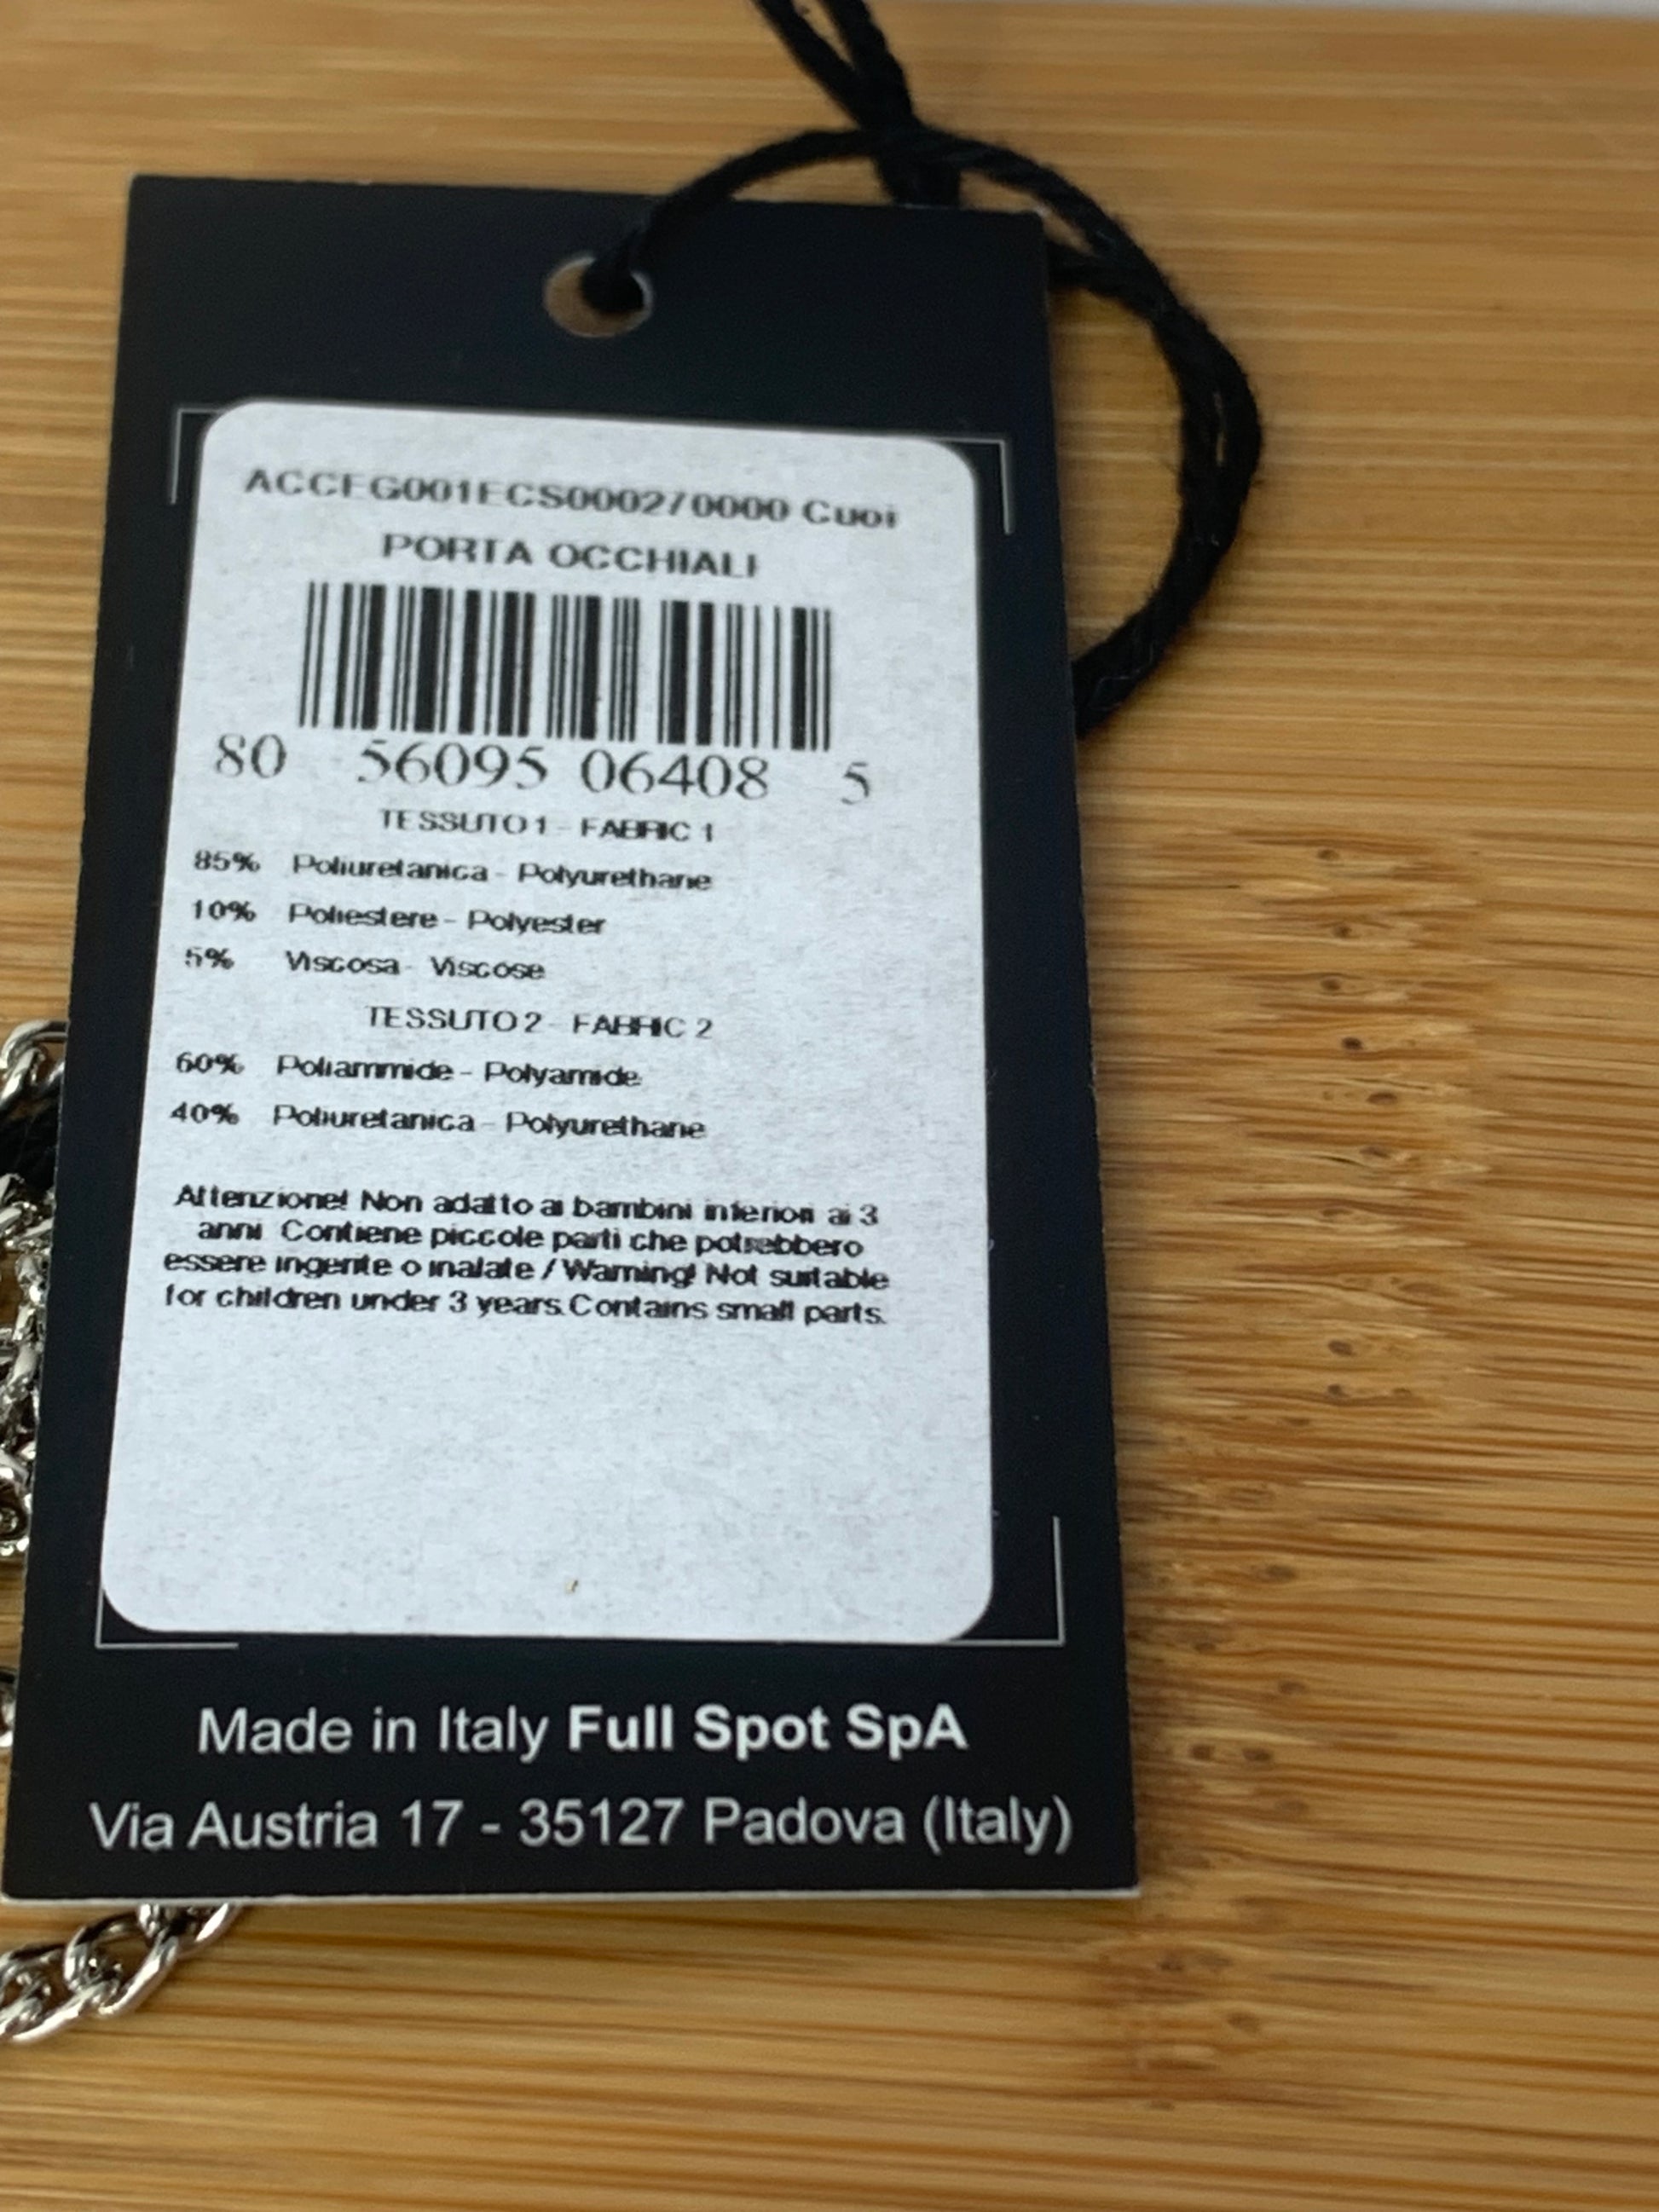 PORTA OCCHIALI
80 56095 06408 5
TESSUTO 1 - FABRIC 1
85% Poliuretanica - Polyurethane
10% Poliestere - Polyester
5% Viscosa - Viscose
TESSUTO 2 - FABRIC 2
60% Poliammide - Polyamide
40% Poliuretanica - Polyurethane
Attenzione! Non adatto ai bambini inferiori ai 3
anni Contiene piccole parti che potrebbero
essere ingerite o inalate / Warning! Not suitable
for children under 3 years.Contains small parts.
Made in Italy Full Spot SpA
Via Austria 17 - 35127 Padova (Italy)